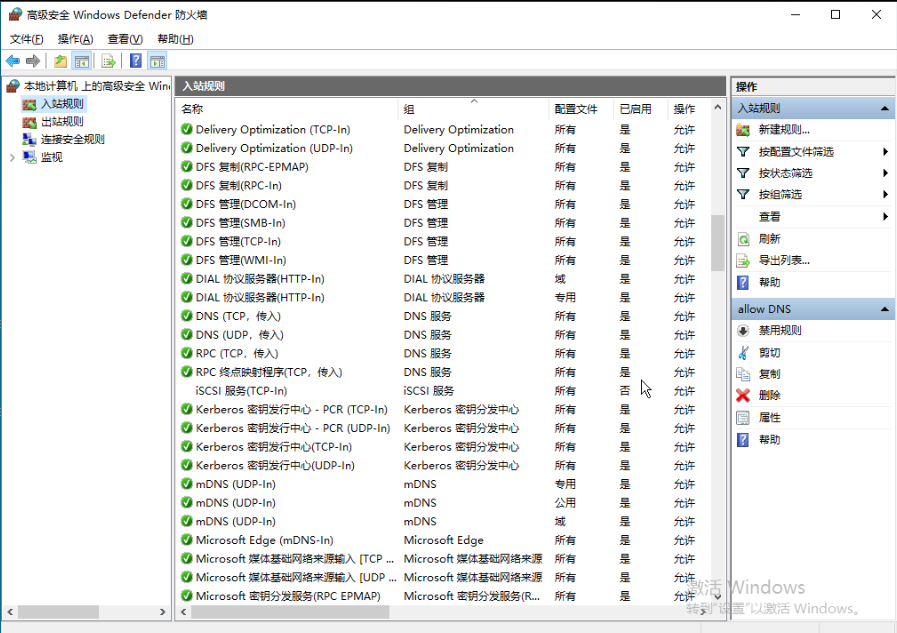 高级安全 Windows Defender 防火墙
文件(F) 操作(A) 查看(V) 帮助(H)
本地计算机 上的高级安全 Win
入站规则
出站规则
连接安全规则
监视
入站规则
名称 组 配置文件 已启用 操作
Delivery Optimization (TCP-In) Delivery Optimization 所有 是 允许
Delivery Optimization (UDP-In) Delivery Optimization 所有 是 允许
DFS 复制(RPC-EPMAP) DFS 复制 所有 是 允许
DFS 复制(RPC-In) DFS 复制 所有 是 允许
DFS 管理(DCOM-In) DFS 管理 所有 是 允许
DFS 管理(SMB-In) DFS 管理 所有 是 允许
DFS 管理(TCP-In) DFS 管理 所有 是 允许
DFS 管理(WMI-In) DFS 管理 所有 是 允许
DIAL 协议服务器(HTTP-In) DIAL 协议服务器 域 是 允许
DIAL 协议服务器(HTTP-In) DIAL 协议服务器 专用 是 允许
DNS (TCP，传入) DNS 服务 所有 是 允许
DNS (UDP，传入) DNS 服务 所有 是 允许
RPC (TCP，传入) DNS 服务 所有 是 允许
RPC 终点映射程序(TCP，传入) DNS 服务 所有 是 允许
iSCSI 服务(TCP-In) iSCSI 服务 所有 否 允许
Kerberos 密钥发行中心 - PCR (TCP-In) Kerberos 密钥分发中心 所有 是 允许
Kerberos 密钥发行中心 - PCR (UDP-In) Kerberos 密钥分发中心 所有 是 允许
Kerberos 密钥发行中心(TCP-In) Kerberos 密钥分发中心 所有 是 允许
Kerberos 密钥发行中心(UDP-In) Kerberos 密钥分发中心 所有 是 允许
mDNS (UDP-In) mDNS 专用 是 允许
mDNS (UDP-In) mDNS 公用 是 允许
mDNS (UDP-In) mDNS 域 是 允许
Microsoft Edge (mDNS-In) Microsoft Edge 所有 是 允许
Microsoft 媒体基础网络来源输入 [TCP ... Microsoft 媒体基础网络来源 所有 是 允许
Microsoft 媒体基础网络来源输入 [UDP ... Microsoft 媒体基础网络来源 所有 是 允许
Microsoft 密钥分发服务(RPC EPMAP) Microsoft 密钥分发服务(R... 所有 是 允许
操作
入站规则
新建规则...
按配置文件筛选
按状态筛选
按组筛选
查看
刷新
导出列表...
帮助
allow DNS
禁用规则
剪切
复制
删除
属性
帮助
激活 Windows
转到"设置"以激活 Windows。